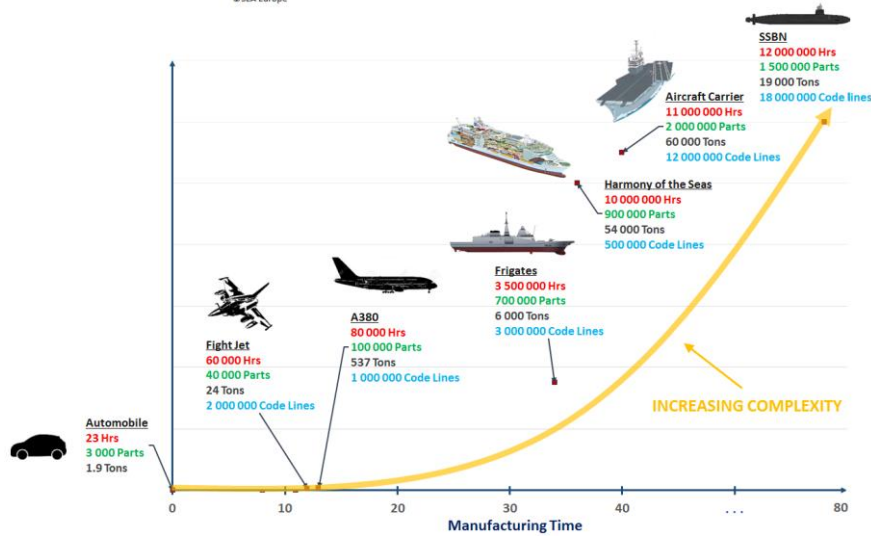 SSBN
12 000 000 Hrs
1 500 000 Parts
19 000 Tons
18 000 000 Code lines
Aircraft Carrier
11 000 000 Hrs
2 000 000 Parts
60 000 Tons
12 000 000 Code Lines
Harmony of the Seas
10 000 000 Hrs
900 000 Parts
54 000 Tons
500 000 Code Lines
Frigates
3 500 000 Hrs
700 000 Parts
6 000 Tons
3 000 000 Code Lines
A380
80 000 Hrs
100 000 Parts
537 Tons
1 000 000 Code Lines
Fight Jet
60 000 Hrs
40 000 Parts
24 Tons
2 000 000 Code Lines
Automobile
23 Hrs
3 000 Parts
1.9 Tons
INCREASING COMPLEXITY
0 10 20 30 40 ... 80
Manufacturing Time